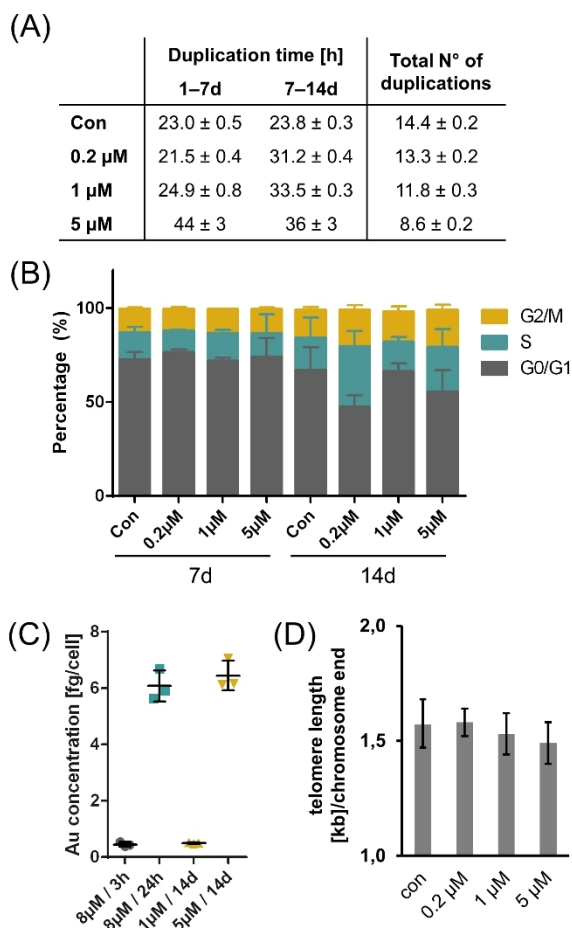 (A)
Duplication time [h] Total N° of duplications
1–7d 7–14d
Con 23.0 ± 0.5 23.8 ± 0.3 14.4 ± 0.2
0.2 µM 21.5 ± 0.4 31.2 ± 0.4 13.3 ± 0.2
1 µM 24.9 ± 0.8 33.5 ± 0.3 11.8 ± 0.3
5 µM 44 ± 3 36 ± 3 8.6 ± 0.2
(B)
Percentage (%)
100
50
0
G2/M
S
G0/G1
Con 0.2µM 1µM 5µM Con 0.2µM 1µM 5µM
7d 14d
(C)
Au concentration [fg/cell]
8
6
4
2
0
8µM / 3h 8µM / 24h 1µM / 14d 5µM / 14d
(D)
telomere length
[kb]/chromosome end
2,0
1,5
1,0
con 0.2 µM 1 µM 5 µM